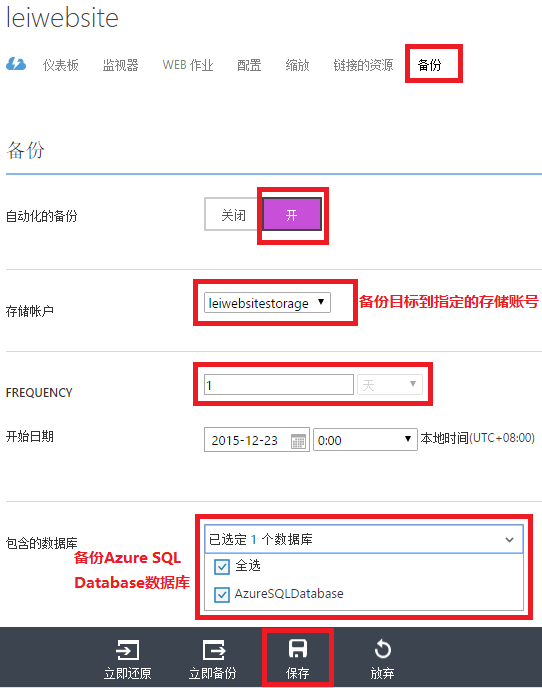 leiwebsite
仪表板 监视器 WEB 作业 配置 缩放 链接的资源 备份
备份
自动化的备份 关闭 开
存储帐户 leiwebsitestorage 备份目标到指定的存储账号
FREQUENCY 1 天
开始日期 2015-12-23 0:00 本地时间(UTC+08:00)
包含的数据库 已选定 1 个数据库
备份Azure SQL
Database数据库
全选
AzureSQLDatabase
立即还原 立即备份 保存 放弃